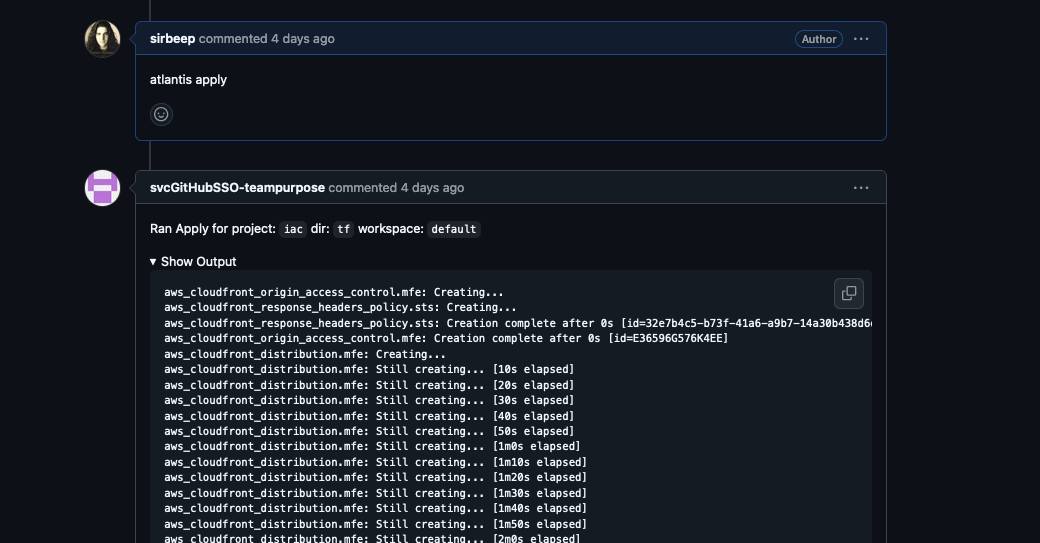 sirbeep commented 4 days ago
Author
atlantis apply
svcGitHubSSO-teampurpose commented 4 days ago
Ran Apply for project: iac dir: tf workspace: default
▼ Show Output
aws_cloudfront_origin_access_control.mfe: Creating...
aws_cloudfront_response_headers_policy.sts: Creating...
aws_cloudfront_response_headers_policy.sts: Creation complete after 0s [id=32e7b4c5-b73f-41a6-a9b7-14a30b438d6
aws_cloudfront_origin_access_control.mfe: Creation complete after 0s [id=E36596G576K4EE]
aws_cloudfront_distribution.mfe: Creating...
aws_cloudfront_distribution.mfe: Still creating... [10s elapsed]
aws_cloudfront_distribution.mfe: Still creating... [20s elapsed]
aws_cloudfront_distribution.mfe: Still creating... [30s elapsed]
aws_cloudfront_distribution.mfe: Still creating... [40s elapsed]
aws_cloudfront_distribution.mfe: Still creating... [50s elapsed]
aws_cloudfront_distribution.mfe: Still creating... [1m0s elapsed]
aws_cloudfront_distribution.mfe: Still creating... [1m10s elapsed]
aws_cloudfront_distribution.mfe: Still creating... [1m20s elapsed]
aws_cloudfront_distribution.mfe: Still creating... [1m30s elapsed]
aws_cloudfront_distribution.mfe: Still creating... [1m40s elapsed]
aws_cloudfront_distribution.mfe: Still creating... [1m50s elapsed]
aws_cloudfront_distribution.mfe: Still creating... [2m0s elapsed]